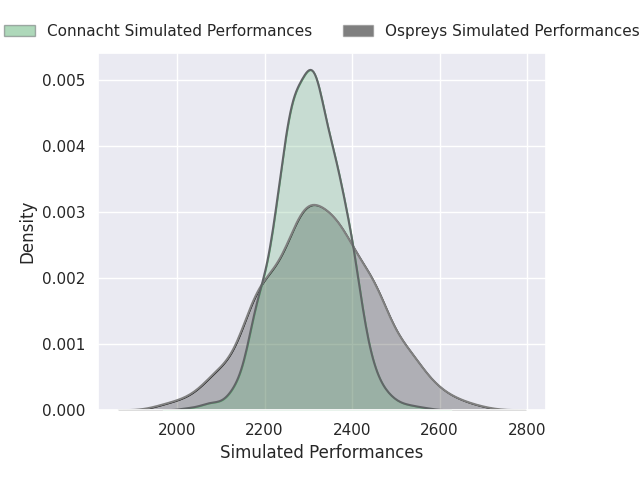 Connacht Simulated Performances
Ospreys Simulated Performances
0.005
0.004
0.003
0.002
0.001
0.000
Density
2000 2200 2400 2600 2800
Simulated Performances